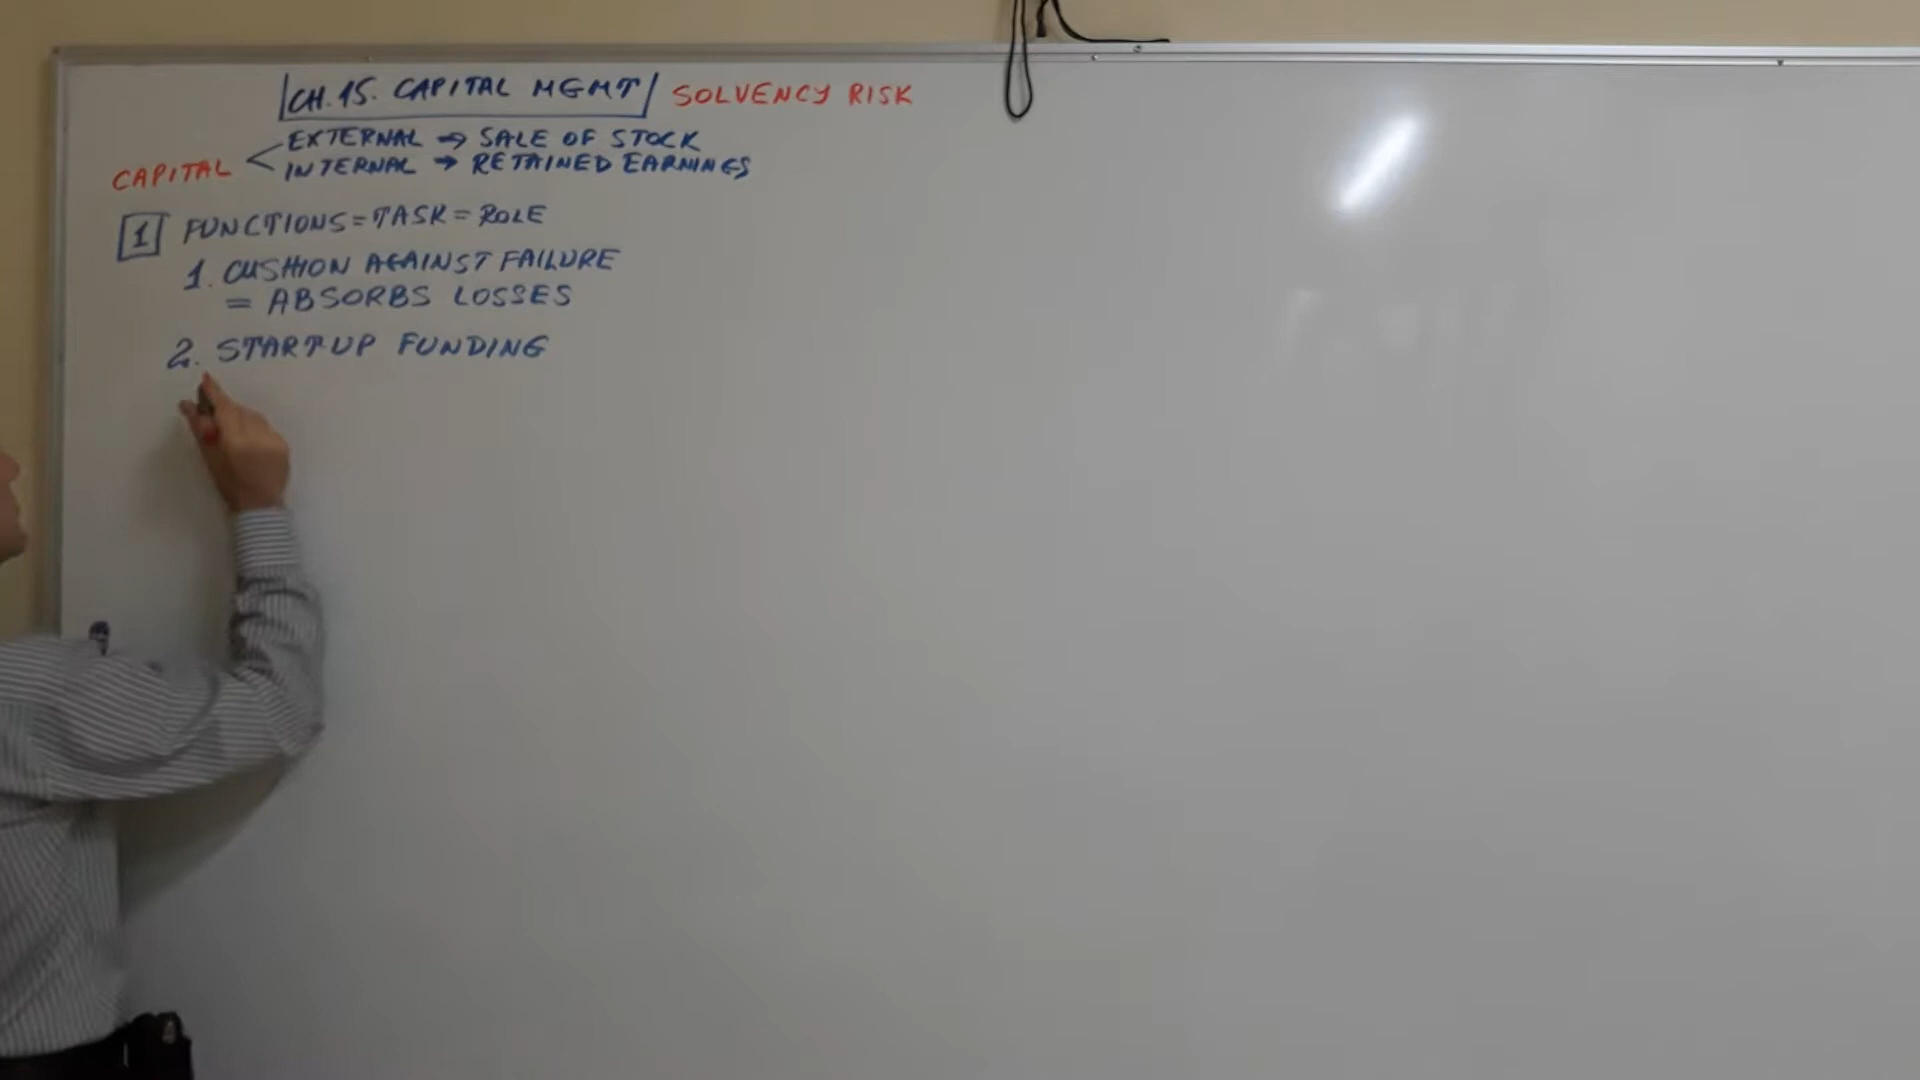 CH. 15. CAPITAL MGMT SOLVENCY RISK
EXTERNAL → SALE OF STOCK
CAPITAL < INTERNAL → RETAINED EARNINGS
1 FUNCTIONS = TASK = ROLE
1. CUSHION AGAINST FAILURE
= ABSORBS LOSSES
2. STARTUP FUNDING